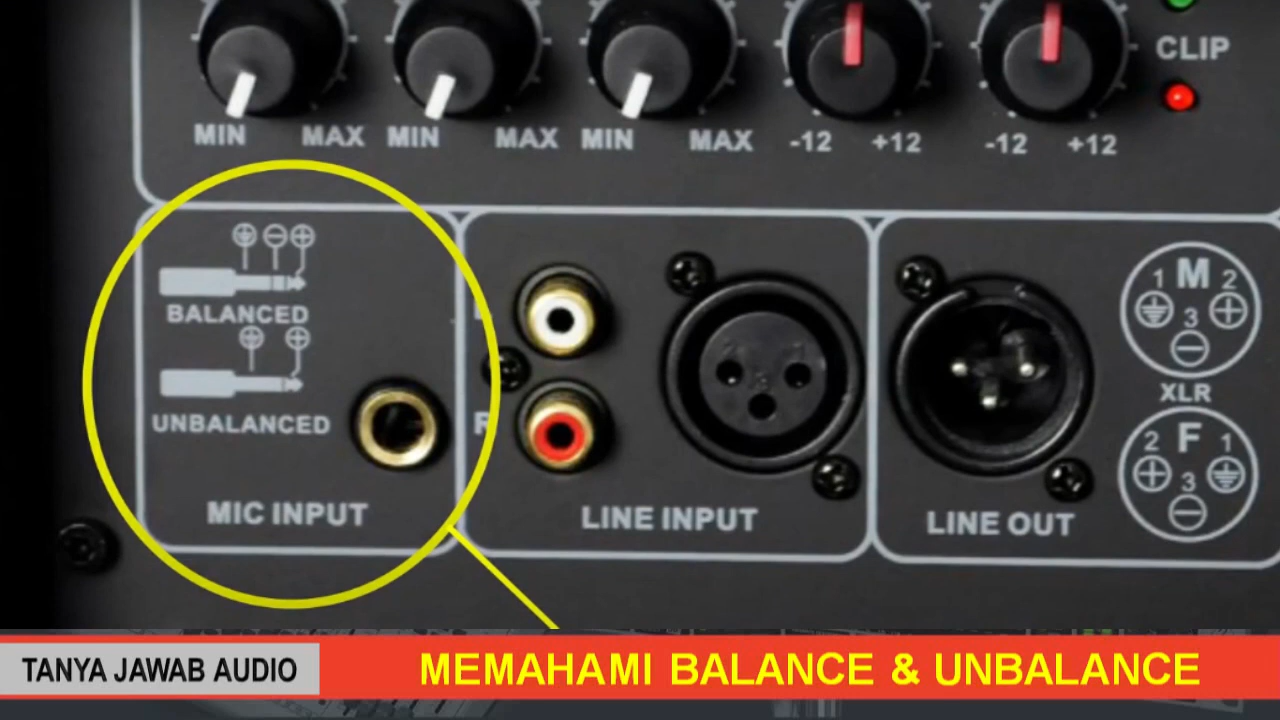 CLIP
MIN MAX MIN MAX MIN MAX -12 +12 -12 +12
BALANCED
UNBALANCED
MIC INPUT
R
LINE INPUT
LINE OUT
1 M 2
3
XLR
2 F 1
3
TANYA JAWAB AUDIO
MEMAHAMI BALANCE & UNBALANCE